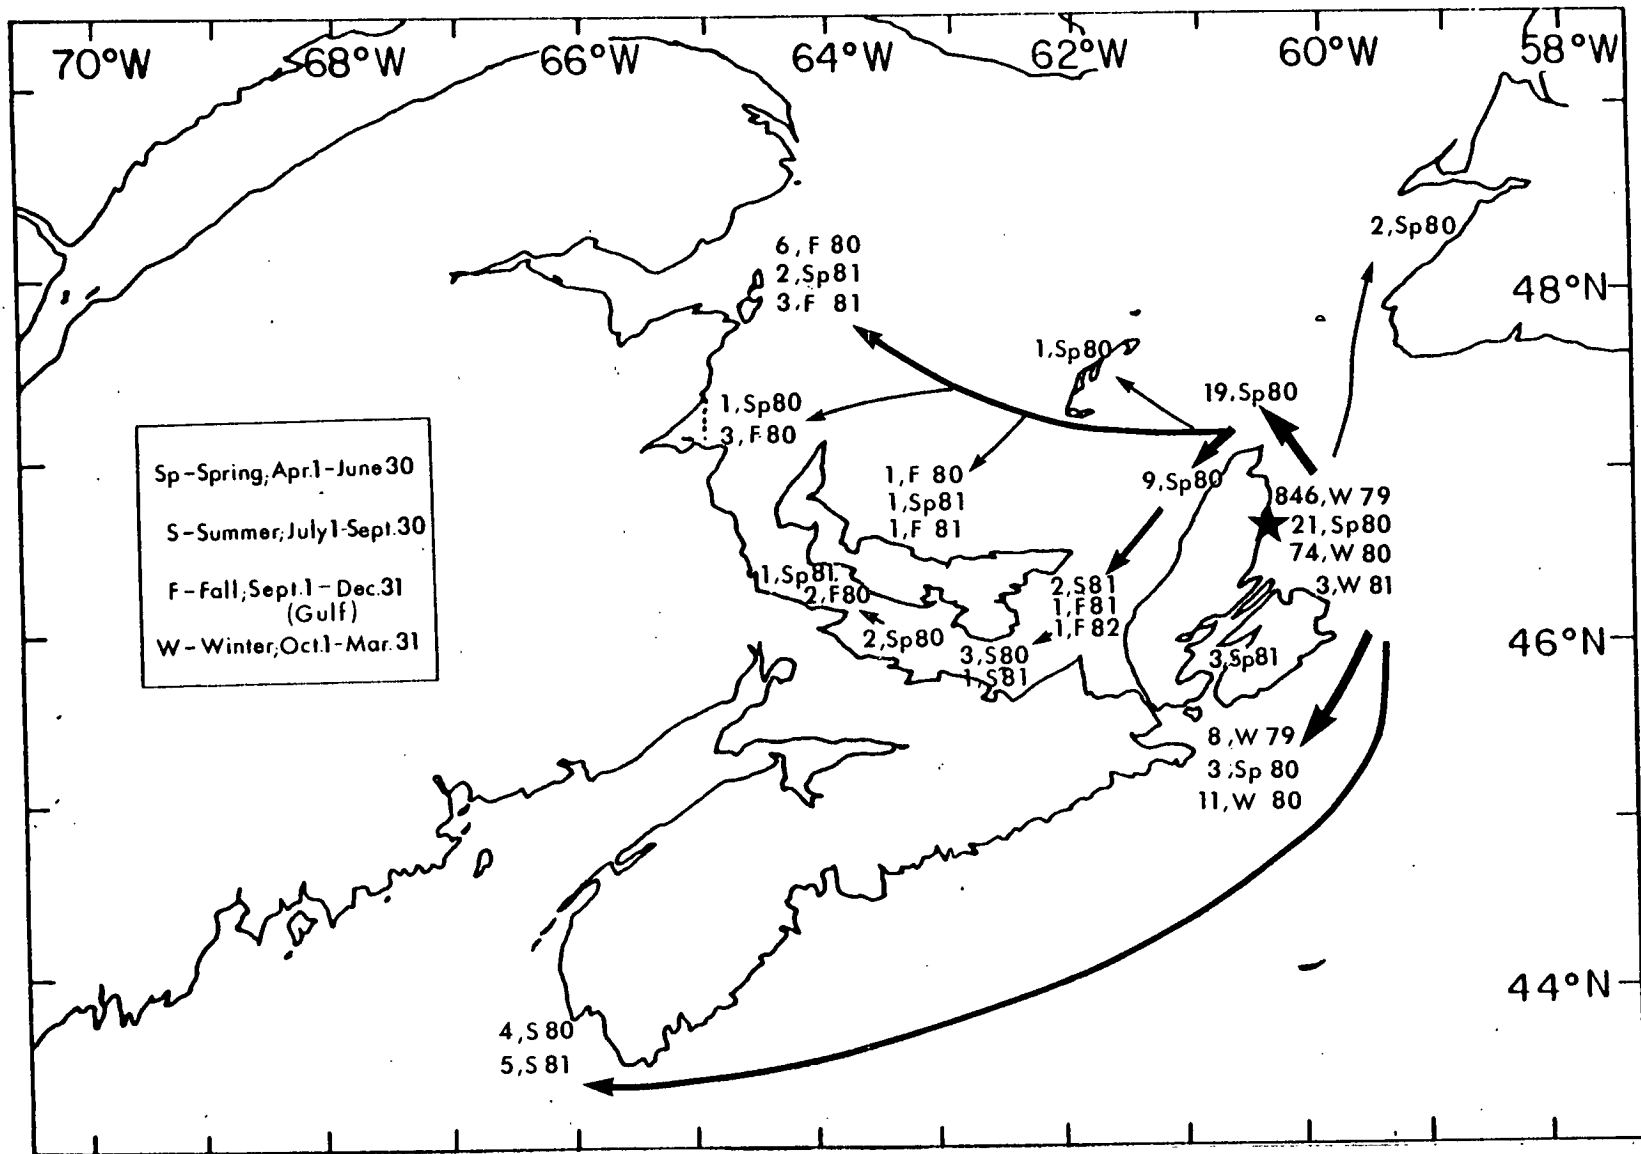 70°W 68°W 66°W 64°W 62°W 60°W 58°W
2,Sp80
6,F 80
2,Sp81
3,F 81
48°N
1,Sp80
19,Sp80
1,Sp80
3,F80
Sp-Spring;Apr.1-June 30
S-Summer;July1-Sept.30
F-Fall;Sept.1-Dec.31
(Gulf)
W-Winter;Oct.1-Mar.31
1,F 80
1,Sp81
1,F 81
9,Sp80
846,W 79
21,Sp80
74,W 80
3,W 81
1,Sp81
2,F80
2,S81
1,F81
1,F82
2,Sp80
3,S80
1,S81
3,Sp81
46°N
8,W 79
3,Sp 80
11,W 80
44°N
4,S 80
5,S 81